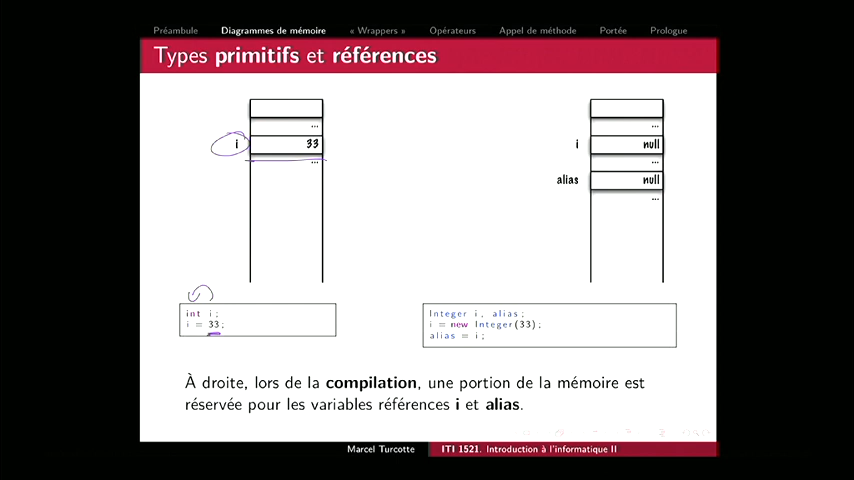 Préambule Diagrammes de mémoire « Wrappers » Opérateurs Appel de méthode Portée Prologue
Types primitifs et références
...
i 33
...
...
i null
...
alias null
...
int i;
i = 33;
Integer i, alias;
i = new Integer(33);
alias = i;
À droite, lors de la compilation, une portion de la mémoire est
réservée pour les variables références i et alias.
Marcel Turcotte ITI 1521. Introduction à l'informatique II